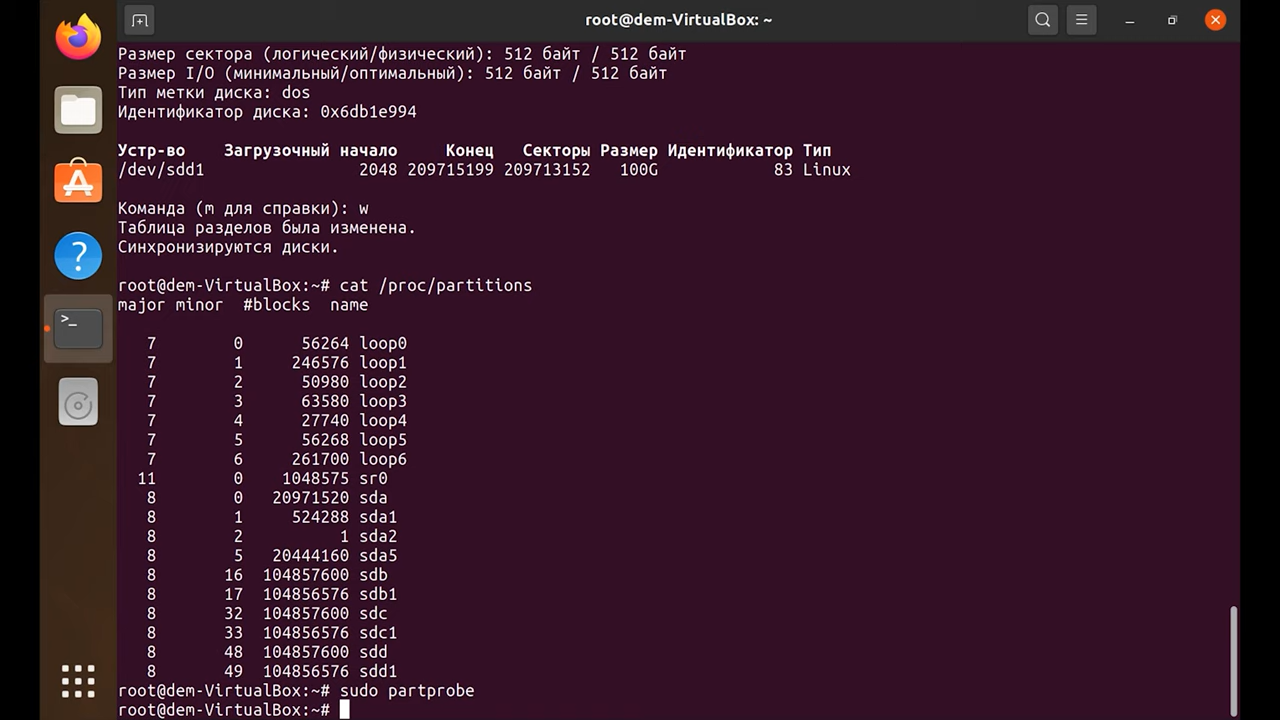 root@dem-VirtualBox: ~
Размер сектора (логический/физический): 512 байт / 512 байт
Размер I/O (минимальный/оптимальный): 512 байт / 512 байт
Тип метки диска: dos
Идентификатор диска: 0x6db1e994
Устр-во Загрузочный начало Конец Секторы Размер Идентификатор Тип
/dev/sdd1 2048 209715199 209713152 100G 83 Linux
Команда (m для справки): w
Таблица разделов была изменена.
Синхронизируются диски.
root@dem-VirtualBox:~# cat /proc/partitions
major minor #blocks name
7 0 56264 loop0
7 1 246576 loop1
7 2 50980 loop2
7 3 63580 loop3
7 4 27740 loop4
7 5 56268 loop5
7 6 261700 loop6
11 0 1048575 sr0
8 0 20971520 sda
8 1 524288 sda1
8 2 1 sda2
8 5 20444160 sda5
8 16 104857600 sdb
8 17 104856576 sdb1
8 32 104857600 sdc
8 33 104856576 sdc1
8 48 104857600 sdd
8 49 104856576 sdd1
root@dem-VirtualBox:~# sudo partprobe
root@dem-VirtualBox:~#